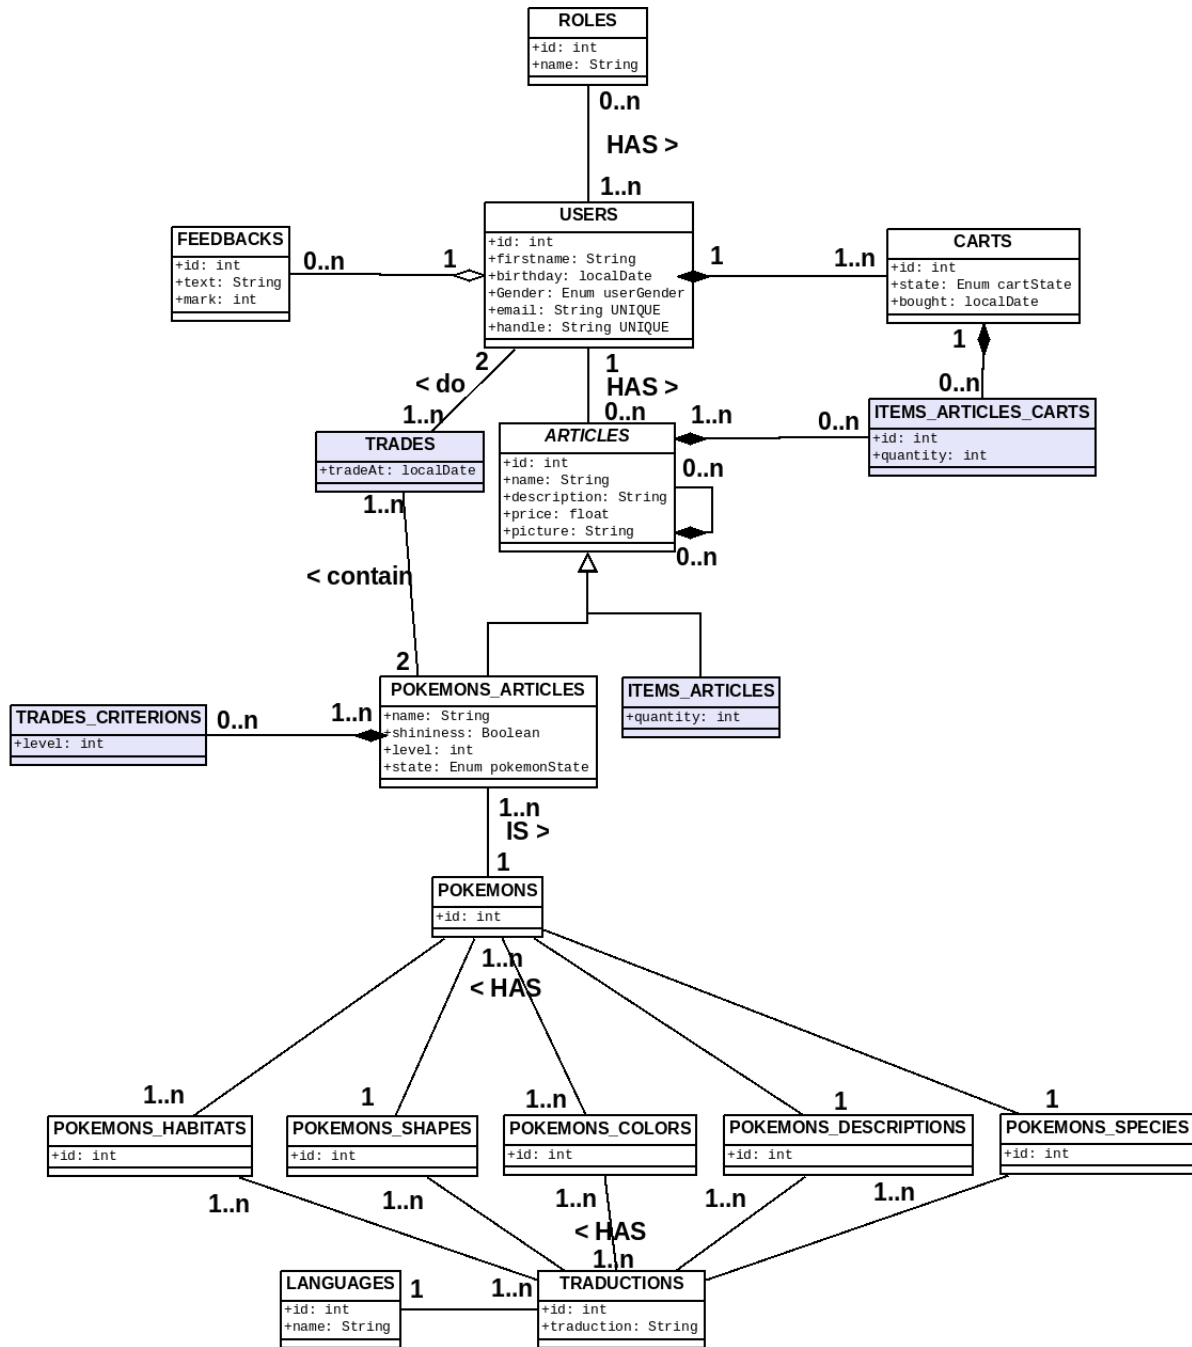 ROLES
+id: int
+name: String
0..n
HAS >
1..n
USERS
+id: int
+firstname: String
+birthday: localDate
+Gender: Enum userGender
+email: String UNIQUE
+handle: String UNIQUE
FEEDBACKS
+id: int
+text: String
+mark: int
0..n
1
1
1..n
CARTS
+id: int
+state: Enum cartState
+bought: localDate
2
< do
1..n
1
HAS >
0..n
1
0..n
TRADES
+tradeAt: localDate
1..n
ARTICLES
+id: int
+name: String
+description: String
+price: float
+picture: String
1..n
0..n
0..n
0..n
ITEMS_ARTICLES_CARTS
+id: int
+quantity: int
< contain
2
POKEMONS_ARTICLES
+name: String
+shininess: Boolean
+level: int
+state: Enum pokemonState
ITEMS_ARTICLES
+quantity: int
TRADES_CRITERIONS
+level: int
0..n
1..n
1..n
IS >
1
POKEMONS
+id: int
1..n
< HAS
1..n
1
1..n
1
1
POKEMONS_HABITATS
+id: int
POKEMONS_SHAPES
+id: int
POKEMONS_COLORS
+id: int
POKEMONS_DESCRIPTIONS
+id: int
POKEMONS_SPECIES
+id: int
1..n
1..n
1..n
1..n
1..n
< HAS
1..n
LANGUAGES
+id: int
+name: String
1
1..n
TRADUCTIONS
+id: int
+traduction: String